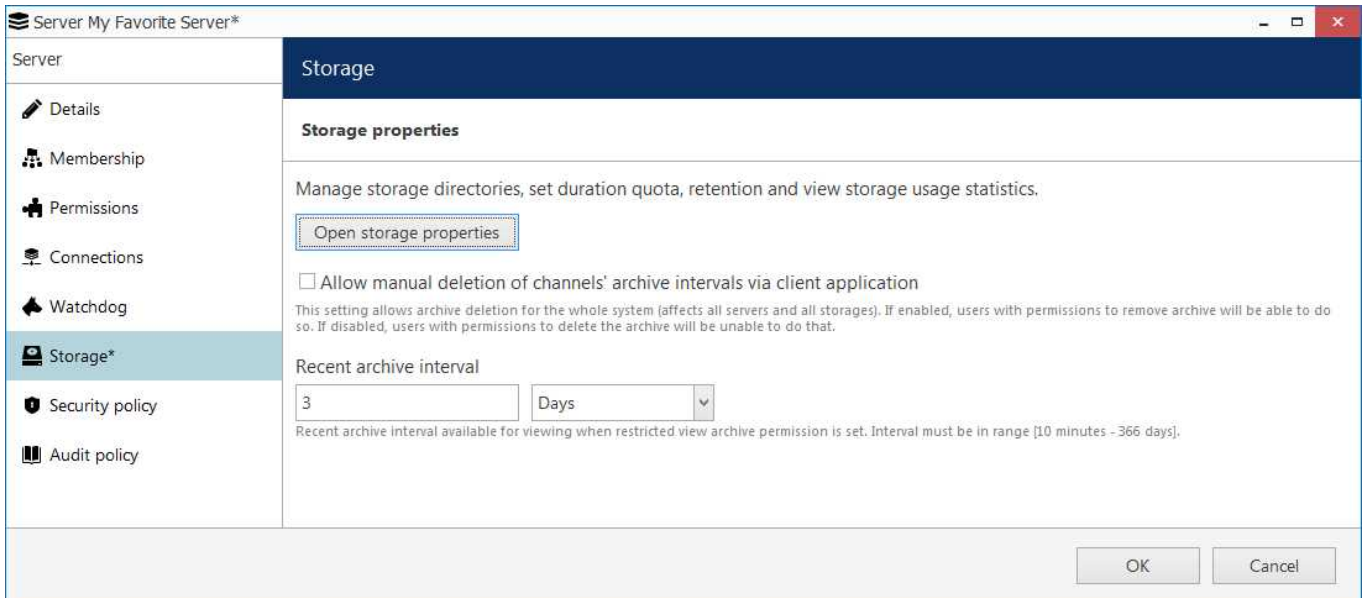 Server My Favorite Server*
Server
Details
Membership
Permissions
Connections
Watchdog
Storage*
Security policy
Audit policy
Storage
Storage properties
Manage storage directories, set duration quota, retention and view storage usage statistics.
Open storage properties
Allow manual deletion of channels' archive intervals via client application
This setting allows archive deletion for the whole system (affects all servers and all storages). If enabled, users with permissions to remove archive will be able to do
so. If disabled, users with permissions to delete the archive will be unable to do that.
Recent archive interval
3 Days
Recent archive interval available for viewing when restricted view archive permission is set. Interval must be in range [10 minutes - 366 days].
OK Cancel